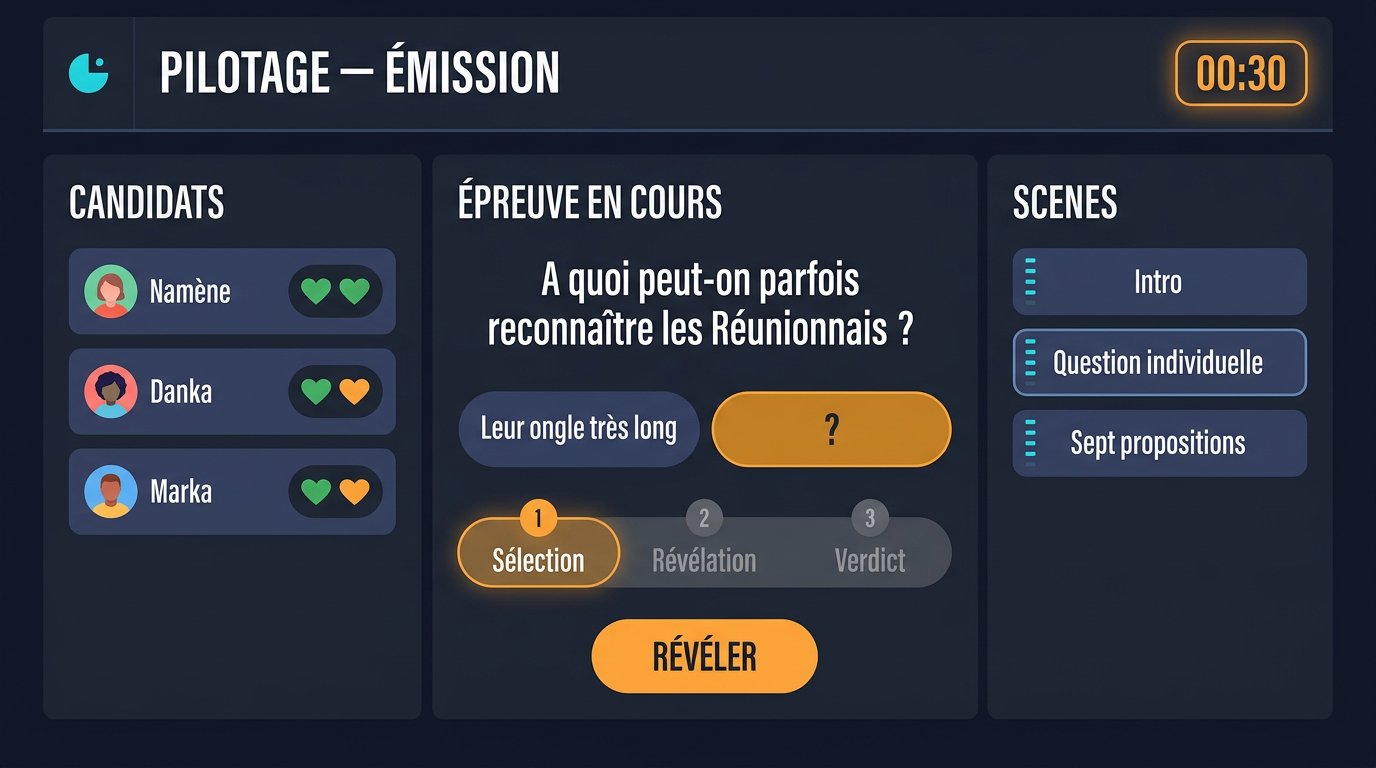 PILOTAGE — ÉMISSION
00:30
CANDIDATS
Namène
Danka
Marka
ÉPREUVE EN COURS
A quoi peut-on parfois
reconnaître les Réunionnais ?
Leur ongle très long
?
1
Sélection
2
Révélation
3
Verdict
RÉVÉLER
SCENES
Intro
Question individuelle
Sept propositions